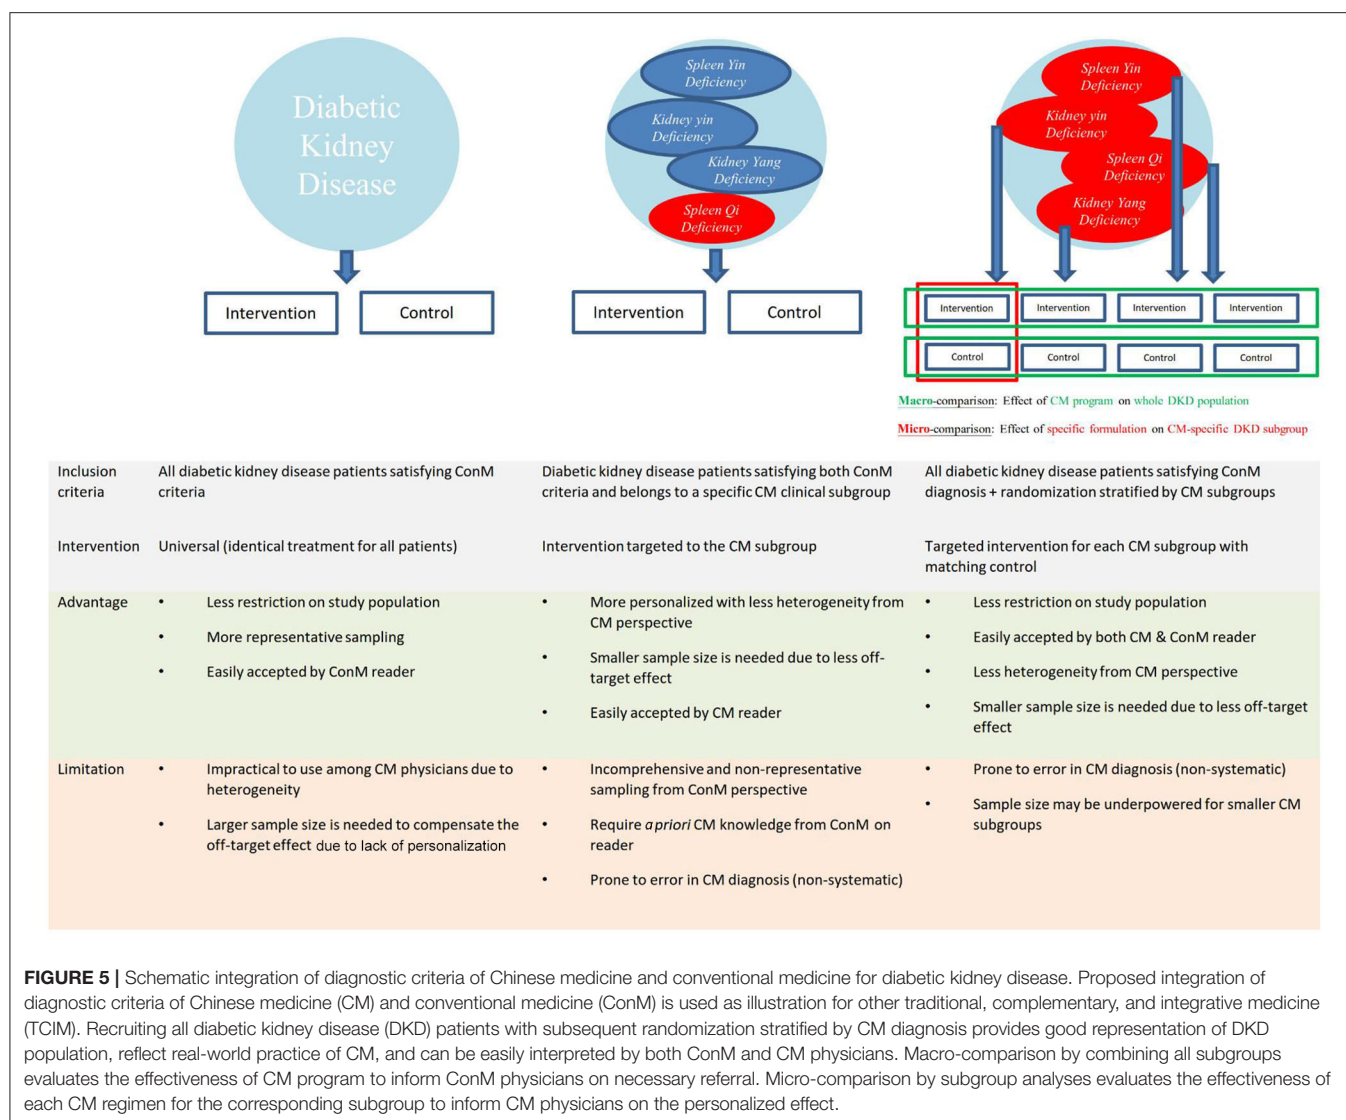 Diabetic
Kidney
Disease
Intervention
Control
Spleen Yin
Deficiency
Kidney yin
Deficiency
Kidney Yang
Deficiency
Spleen Qi
Deficiency
Intervention
Control
Spleen Yin
Deficiency
Kidney yin
Deficiency
Spleen Qi
Deficiency
Kidney Yang
Deficiency
Intervention
Intervention
Intervention
Intervention
Control
Control
Control
Control
Macro-comparison: Effect of CM program on whole DKD population
Micro-comparison: Effect of specific formulation on CM-specific DKD subgroup
Inclusion
criteria
All diabetic kidney disease patients satisfying ConM
criteria
Diabetic kidney disease patients satisfying both ConM
criteria and belongs to a specific CM clinical subgroup
All diabetic kidney disease patients satisfying ConM
diagnosis + randomization stratified by CM subgroups
Intervention
Universal (identical treatment for all patients)
Intervention targeted to the CM subgroup
Targeted intervention for each CM subgroup with
matching control
Advantage
• Less restriction on study population
• More representative sampling
• Easily accepted by ConM reader
• More personalized with less heterogeneity from
CM perspective
• Smaller sample size is needed due to less off-
target effect
• Easily accepted by CM reader
• Less restriction on study population
• Easily accepted by both CM & ConM reader
• Less heterogeneity from CM perspective
• Smaller sample size is needed due to less off-target
effect
Limitation
• Impractical to use among CM physicians due to
heterogeneity
• Larger sample size is needed to compensate the
off-target effect due to lack of personalization
• Incomprehensive and non-representative
sampling from ConM perspective
• Require a priori CM knowledge from ConM on
reader
• Prone to error in CM diagnosis (non-systematic)
• Prone to error in CM diagnosis (non-systematic)
• Sample size may be underpowered for smaller CM
subgroups
FIGURE 5 | Schematic integration of diagnostic criteria of Chinese medicine and conventional medicine for diabetic kidney disease. Proposed integration of
diagnostic criteria of Chinese medicine (CM) and conventional medicine (ConM) is used as illustration for other traditional, complementary, and integrative medicine
(TCIM). Recruiting all diabetic kidney disease (DKD) patients with subsequent randomization stratified by CM diagnosis provides good representation of DKD
population, reflect real-world practice of CM, and can be easily interpreted by both ConM and CM physicians. Macro-comparison by combining all subgroups
evaluates the effectiveness of CM program to inform ConM physicians on necessary referral. Micro-comparison by subgroup analyses evaluates the effectiveness of
each CM regimen for the corresponding subgroup to inform CM physicians on the personalized effect.